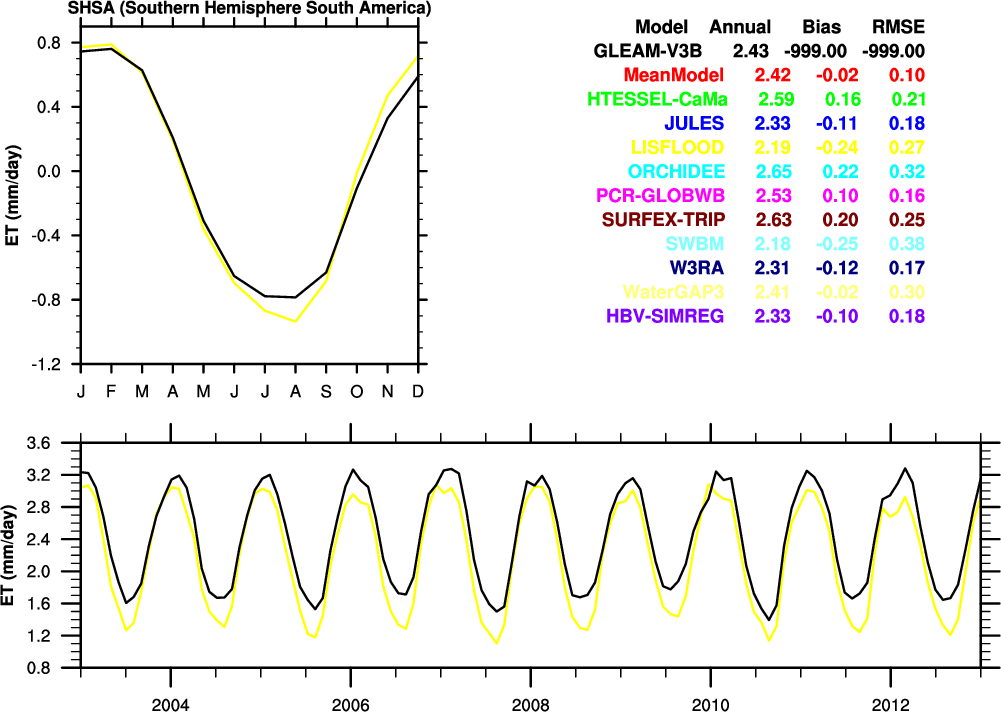 SHSA (Southern Hemisphere South America)
Model Annual Bias RMSE
GLEAM-V3B 2.43 -999.00 -999.00
MeanModel 2.42 -0.02 0.10
HTESSEL-CaMa 2.59 0.16 0.21
JULES 2.33 -0.11 0.18
LISFLOOD 2.19 -0.24 0.27
ORCHIDEE 2.65 0.22 0.32
PCR-GLOBWB 2.53 0.10 0.16
SURFEX-TRIP 2.63 0.20 0.25
SWBM 2.18 -0.25 0.38
W3RA 2.31 -0.12 0.17
WaterGAP3 2.41 -0.02 0.30
HBV-SIMREG 2.33 -0.10 0.18
ET (mm/day)
0.8
0.4
0.0
-0.4
-0.8
-1.2
J F M A M J J A S O N D
ET (mm/day)
3.6
3.2
2.8
2.4
2.0
1.6
1.2
0.8
2004 2006 2008 2010 2012